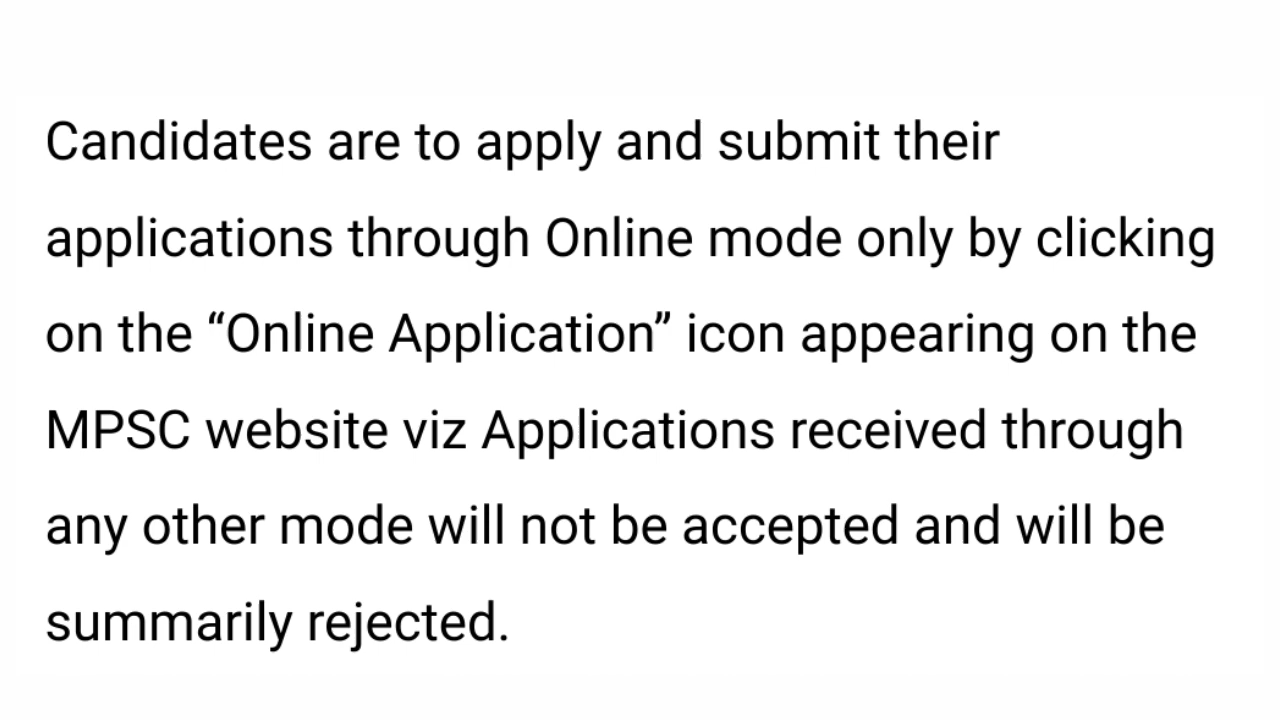 Candidates are to apply and submit their
applications through Online mode only by clicking
on the “Online Application” icon appearing on the
MPSC website viz Applications received through
any other mode will not be accepted and will be
summarily rejected.